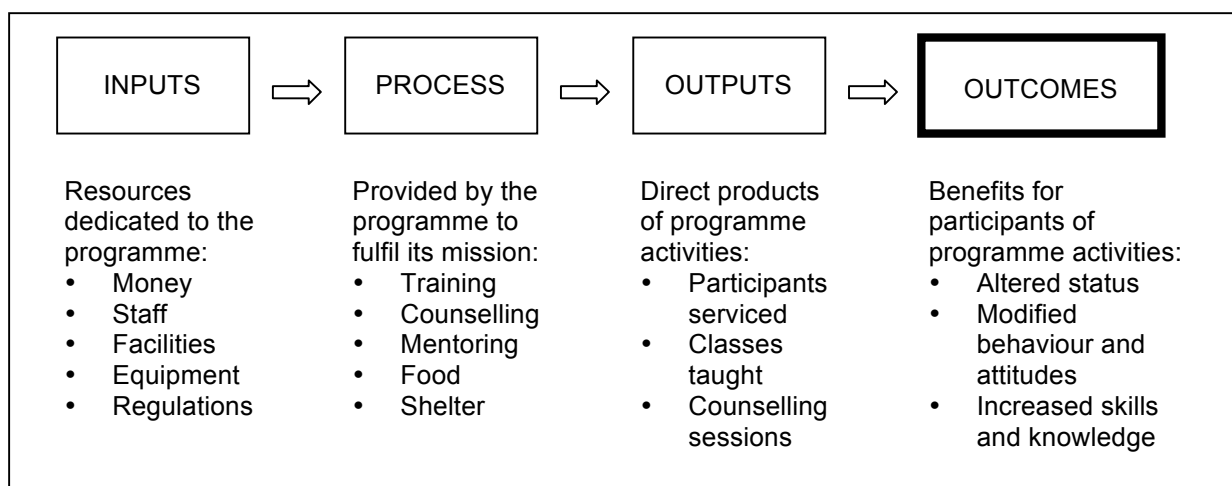 INPUTS
PROCESS
OUTPUTS
OUTCOMES
Resources
dedicated to the
programme:
• Money
• Staff
• Facilities
• Equipment
• Regulations
Provided by the
programme to
fulfil its mission:
• Training
• Counselling
• Mentoring
• Food
• Shelter
Direct products
of programme
activities:
• Participants
serviced
• Classes
taught
• Counselling
sessions
Benefits for
participants of
programme activities:
• Altered status
• Modified
behaviour and
attitudes
• Increased skills
and knowledge